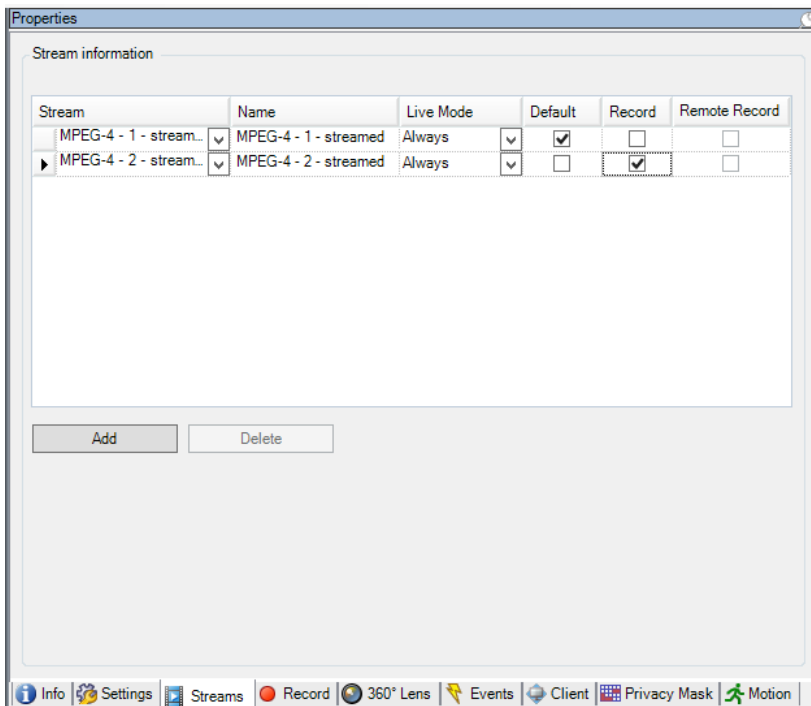 Properties
Stream information
Stream Name Live Mode Default Record Remote Record
MPEG-4 - 1 - stream... MPEG-4 - 1 - streamed Always
MPEG-4 - 2 - stream... MPEG-4 - 2 - streamed Always
Add Delete
Info Settings Streams Record 360° Lens Events Client Privacy Mask Motion